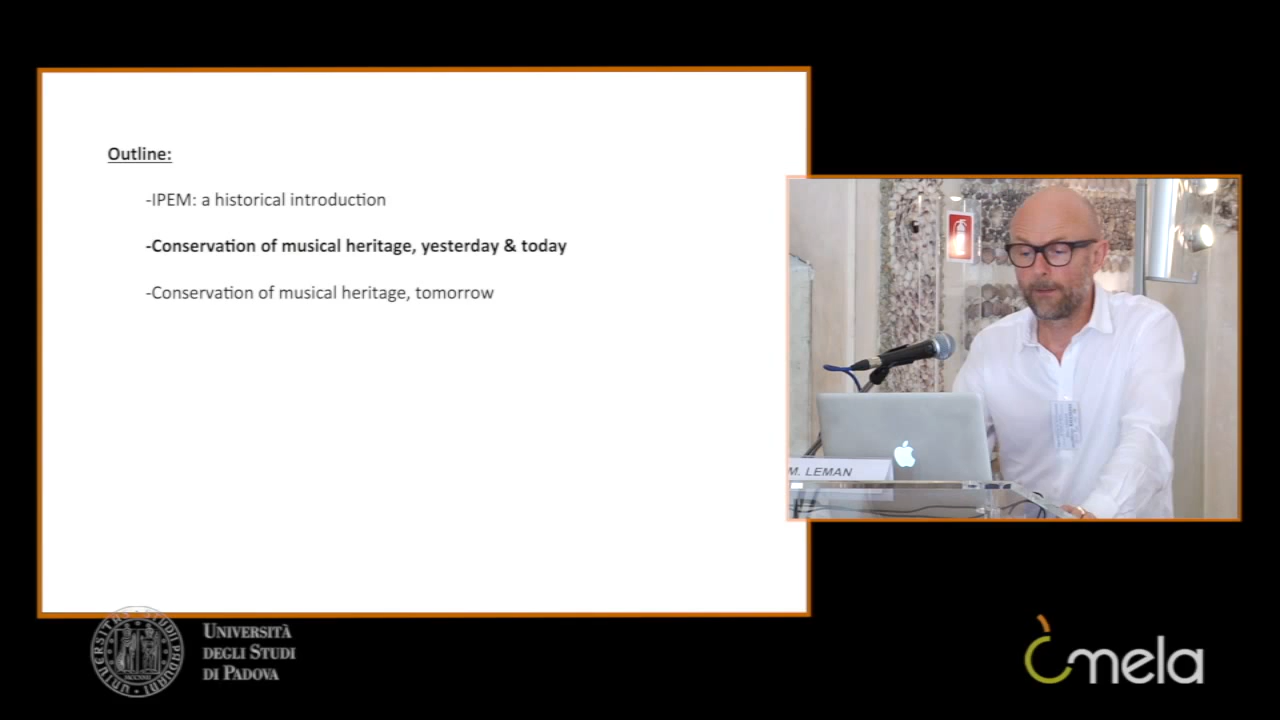 Outline:
-IPEM: a historical introduction
-Conservation of musical heritage, yesterday & today
-Conservation of musical heritage, tomorrow
M. LEMAN
UNIVERSITÀ
DEGLI STUDI
DI PADOVA
mela